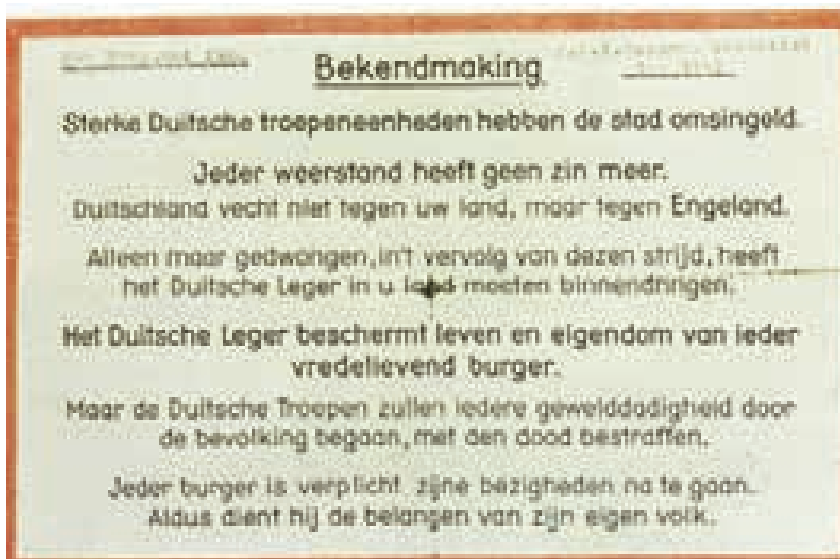 Bekendmaking
Sterke Duitsche troepeneenheden hebben de stad omsingeld.
Jeder weerstand heeft geen zin meer.
Duitschland vecht niet tegen uw land, maar tegen Engeland.
Alleen maar gedwongen, in't vervolg van dezen strijd, heeft
het Duitsche Leger in u land moeten binnendringen.
Het Duitsche Leger beschermt leven en eigendom van ieder
vredelievend burger.
Maar de Duitsche Troepen zullen iedere gewelddadigheid door
de bevolking begaan, met den dood bestraffen.
Jeder burger is verplicht zijne bezigheden na te gaan.
Aldus dient hij de belangen van zijn eigen volk.